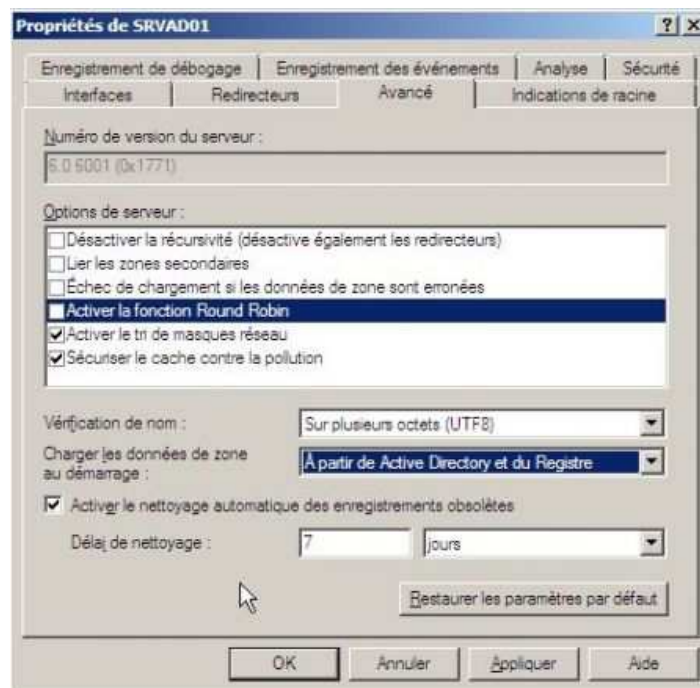 Propriétés de SRVAD01
Enregistrement de débogage Enregistrement des événements Analyse Sécurité
Interfaces Redirecteurs Avancé Indications de racine
Numéro de version du serveur :
6.0 6001 (0x1771)
Options de serveur :
Désactiver la récursivité (désactive également les redirecteurs)
Lier les zones secondaires
Échec de chargement si les données de zone sont erronées
Activer la fonction Round Robin
Activer le tri de masques réseau
Sécuriser le cache contre la pollution
Vérification de nom : Sur plusieurs octets (UTF8)
Charger les données de zone
au démarrage : À partir de Active Directory et du Registre
Activer le nettoyage automatique des enregistrements obsolètes
Délai de nettoyage : 7 jours
Restaurer les paramètres par défaut
OK Annuler Appliquer Aide